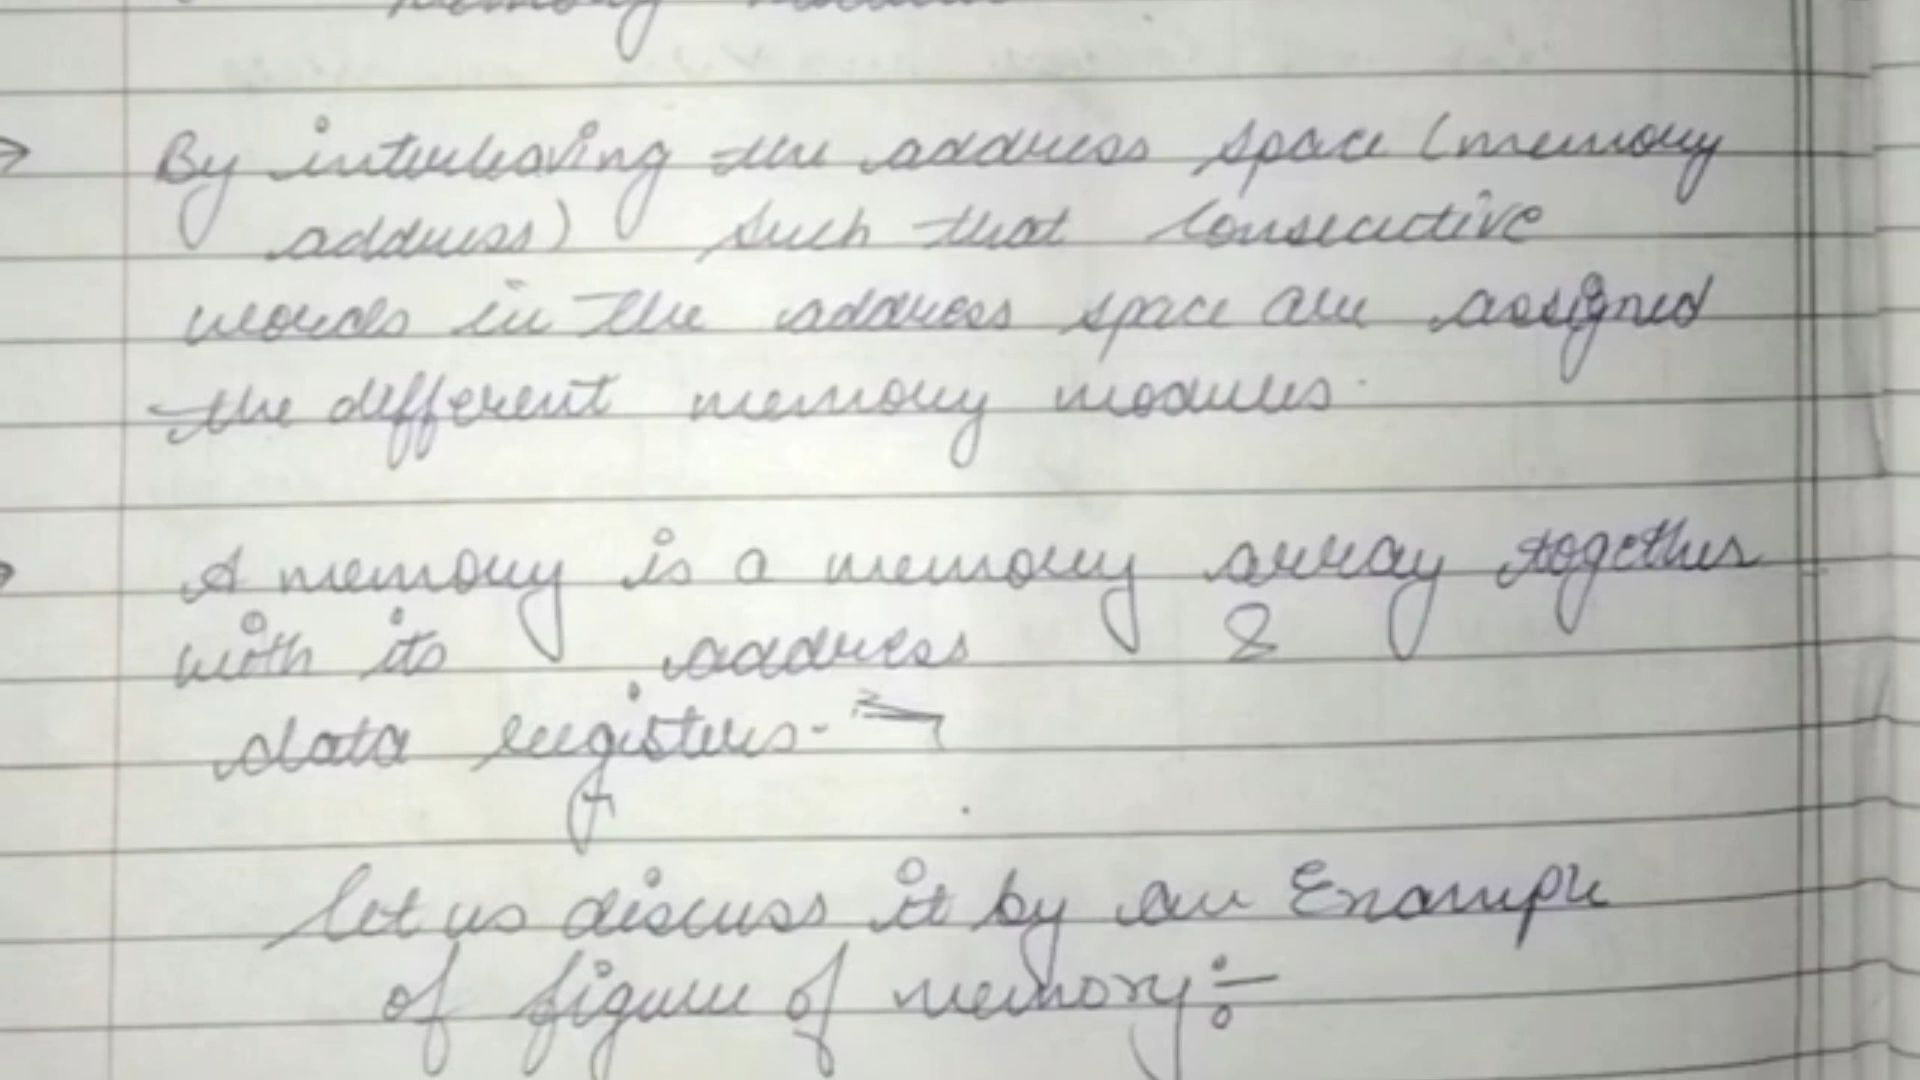 → By interleaving the address space (memory
address) such that consecutive
words in the address space are assigned
the different memory modules.
A memory is a memory array together
with its address &
data registers.
Let us discuss it by an Example
of figure of memory:-